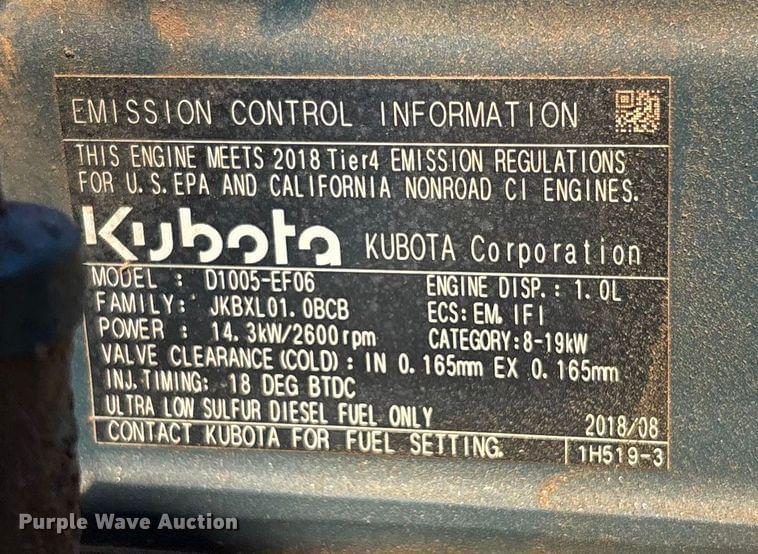 EMISSION CONTROL INFORMATION
THIS ENGINE MEETS 2018 Tier4 EMISSION REGULATIONS
FOR U.S. EPA AND CALIFORNIA NONROAD CI ENGINES.
Kubota KUBOTA Corporation
MODEL : D1005-EF06 ENGINE DISP. : 1.0L
FAMILY: JKBXL01.0BCB ECS: EM, IFI
POWER : 14.3kW/2600rpm CATEGORY:8-19kW
VALVE CLEARANCE (COLD) : IN 0.165mm EX 0.165mm
INJ. TIMING: 18 DEG BTDC
ULTRA LOW SULFUR DIESEL FUEL ONLY 2018/08
CONTACT KUBOTA FOR FUEL SETTING. 1H519-3
Purple Wave Auction